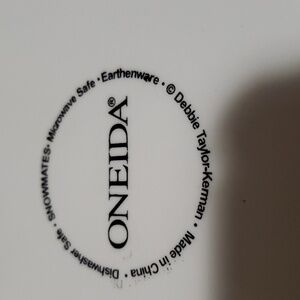 SNOWMATES · Microwave Safe · Earthenware · © Debbie Taylor-Kerman · Made in China · Dishwasher Safe ·
ONEIDA®